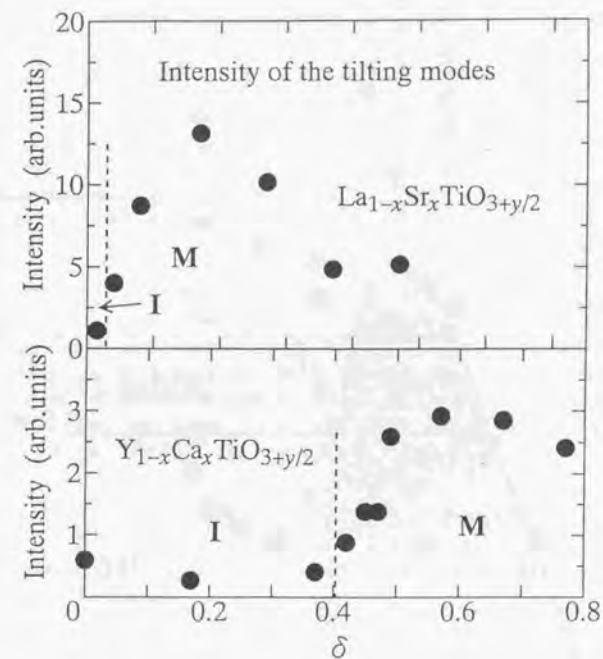 20
15
10
5
0
Intensity (arb.units)
Intensity of the tilting modes
La1−xSrxTiO3+y/2
M
I
3
2
1
Intensity (arb.units)
Y1−xCaxTiO3+y/2
I
M
0 0.2 0.4 0.6 0.8
δ